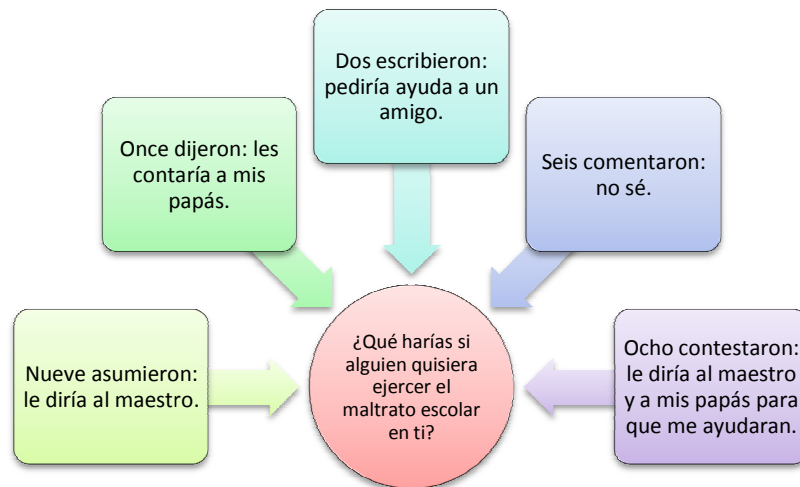 Dos escribieron:
pediría ayuda a un
amigo.
Once dijeron: les
contaría a mis
papás.
Seis comentaron:
no sé.
Nueve asumieron:
le diría al maestro.
¿Qué harías si
alguien quisiera
ejercer el
maltrato escolar
en ti?
Ocho contestaron:
le diría al maestro
y a mis papás para
que me ayudaran.